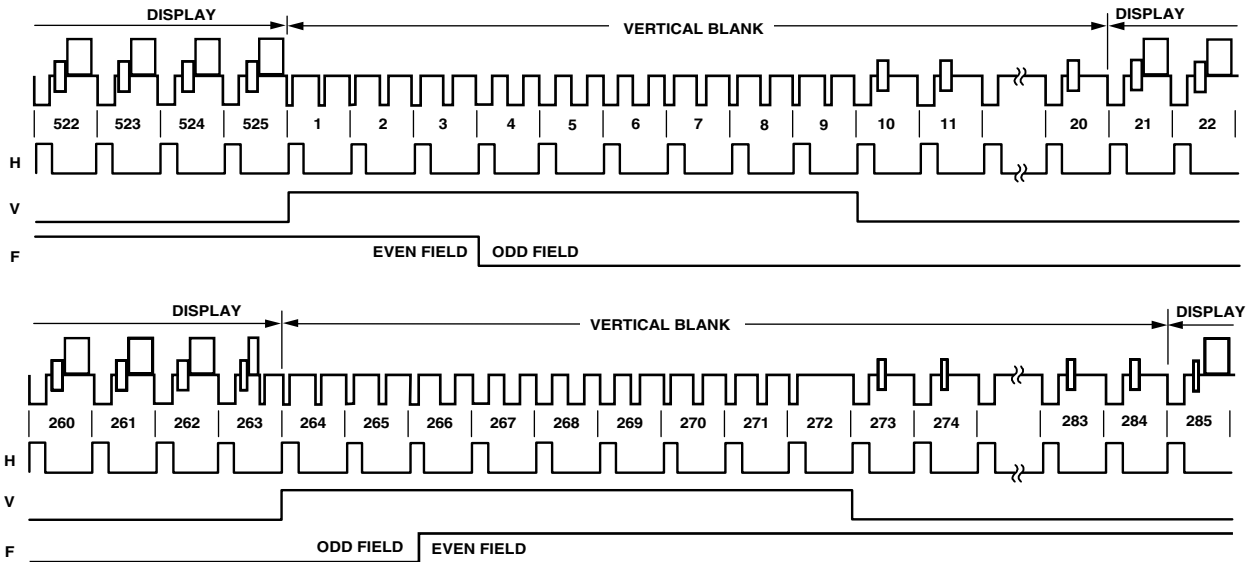 DISPLAY VERTICAL BLANK DISPLAY
522 523 524 525 1 2 3 4 5 6 7 8 9 10 11 20 21 22
H
V
F EVEN FIELD ODD FIELD
DISPLAY VERTICAL BLANK DISPLAY
260 261 262 263 264 265 266 267 268 269 270 271 272 273 274 283 284 285
H
V
F ODD FIELD EVEN FIELD